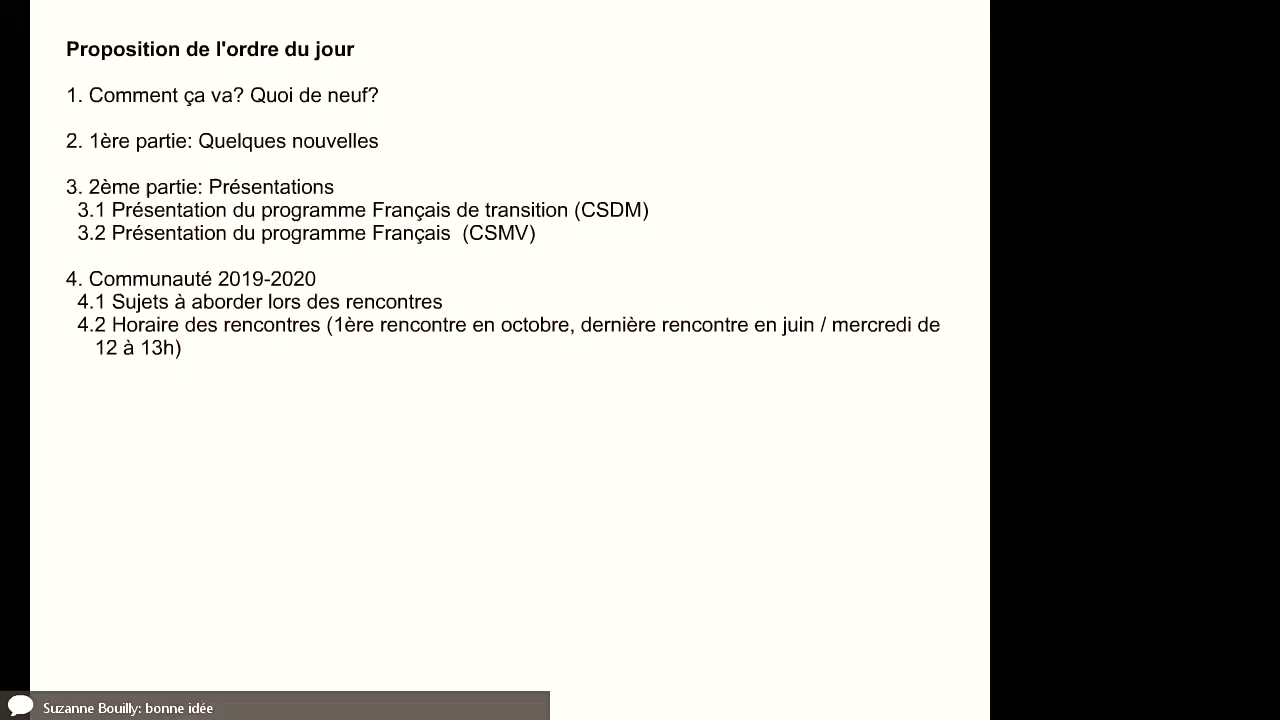 Proposition de l'ordre du jour
1. Comment ça va? Quoi de neuf?
2. 1ère partie: Quelques nouvelles
3. 2ème partie: Présentations
3.1 Présentation du programme Français de transition (CSDM)
3.2 Présentation du programme Français  (CSMV)
4. Communauté 2019-2020
4.1 Sujets à aborder lors des rencontres
4.2 Horaire des rencontres (1ère rencontre en octobre, dernière rencontre en juin / mercredi de
12 à 13h)
Suzanne Bouilly: bonne idée